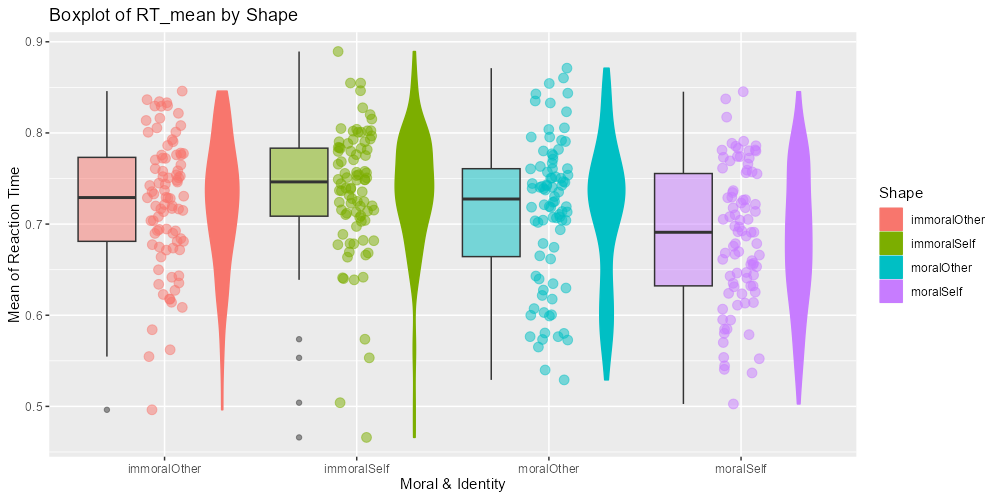 Boxplot of RT_mean by Shape
0.9
0.8
0.7
0.6
0.5
Mean of Reaction Time
immoralOther
immoralSelf
moralOther
moralSelf
Moral & Identity
Shape
immoralOther
immoralSelf
moralOther
moralSelf